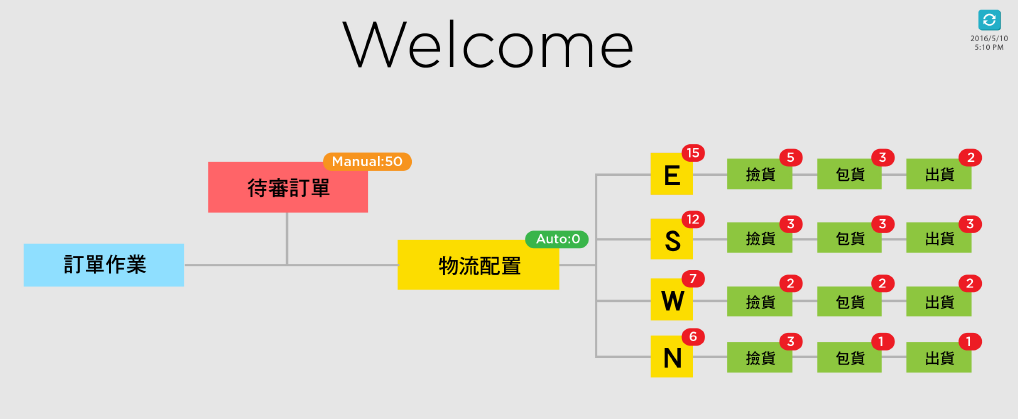 Welcome
2016/5/10
5:10 PM
Manual:50
待審訂單
訂單作業
Auto:0
物流配置
15
E
5
撿貨
3
包貨
2
出貨
12
S
3
撿貨
3
包貨
3
出貨
7
W
2
撿貨
2
包貨
2
出貨
6
N
3
撿貨
1
包貨
1
出貨